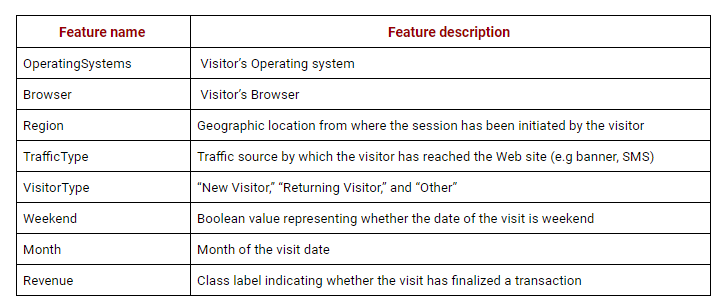 Feature name Feature description
OperatingSystems Visitor’s Operating system
Browser Visitor’s Browser
Region Geographic location from where the session has been initiated by the visitor
TrafficType Traffic source by which the visitor has reached the Web site (e.g banner, SMS)
VisitorType “New Visitor,” “Returning Visitor,” and “Other”
Weekend Boolean value representing whether the date of the visit is weekend
Month Month of the visit date
Revenue Class label indicating whether the visit has finalized a transaction